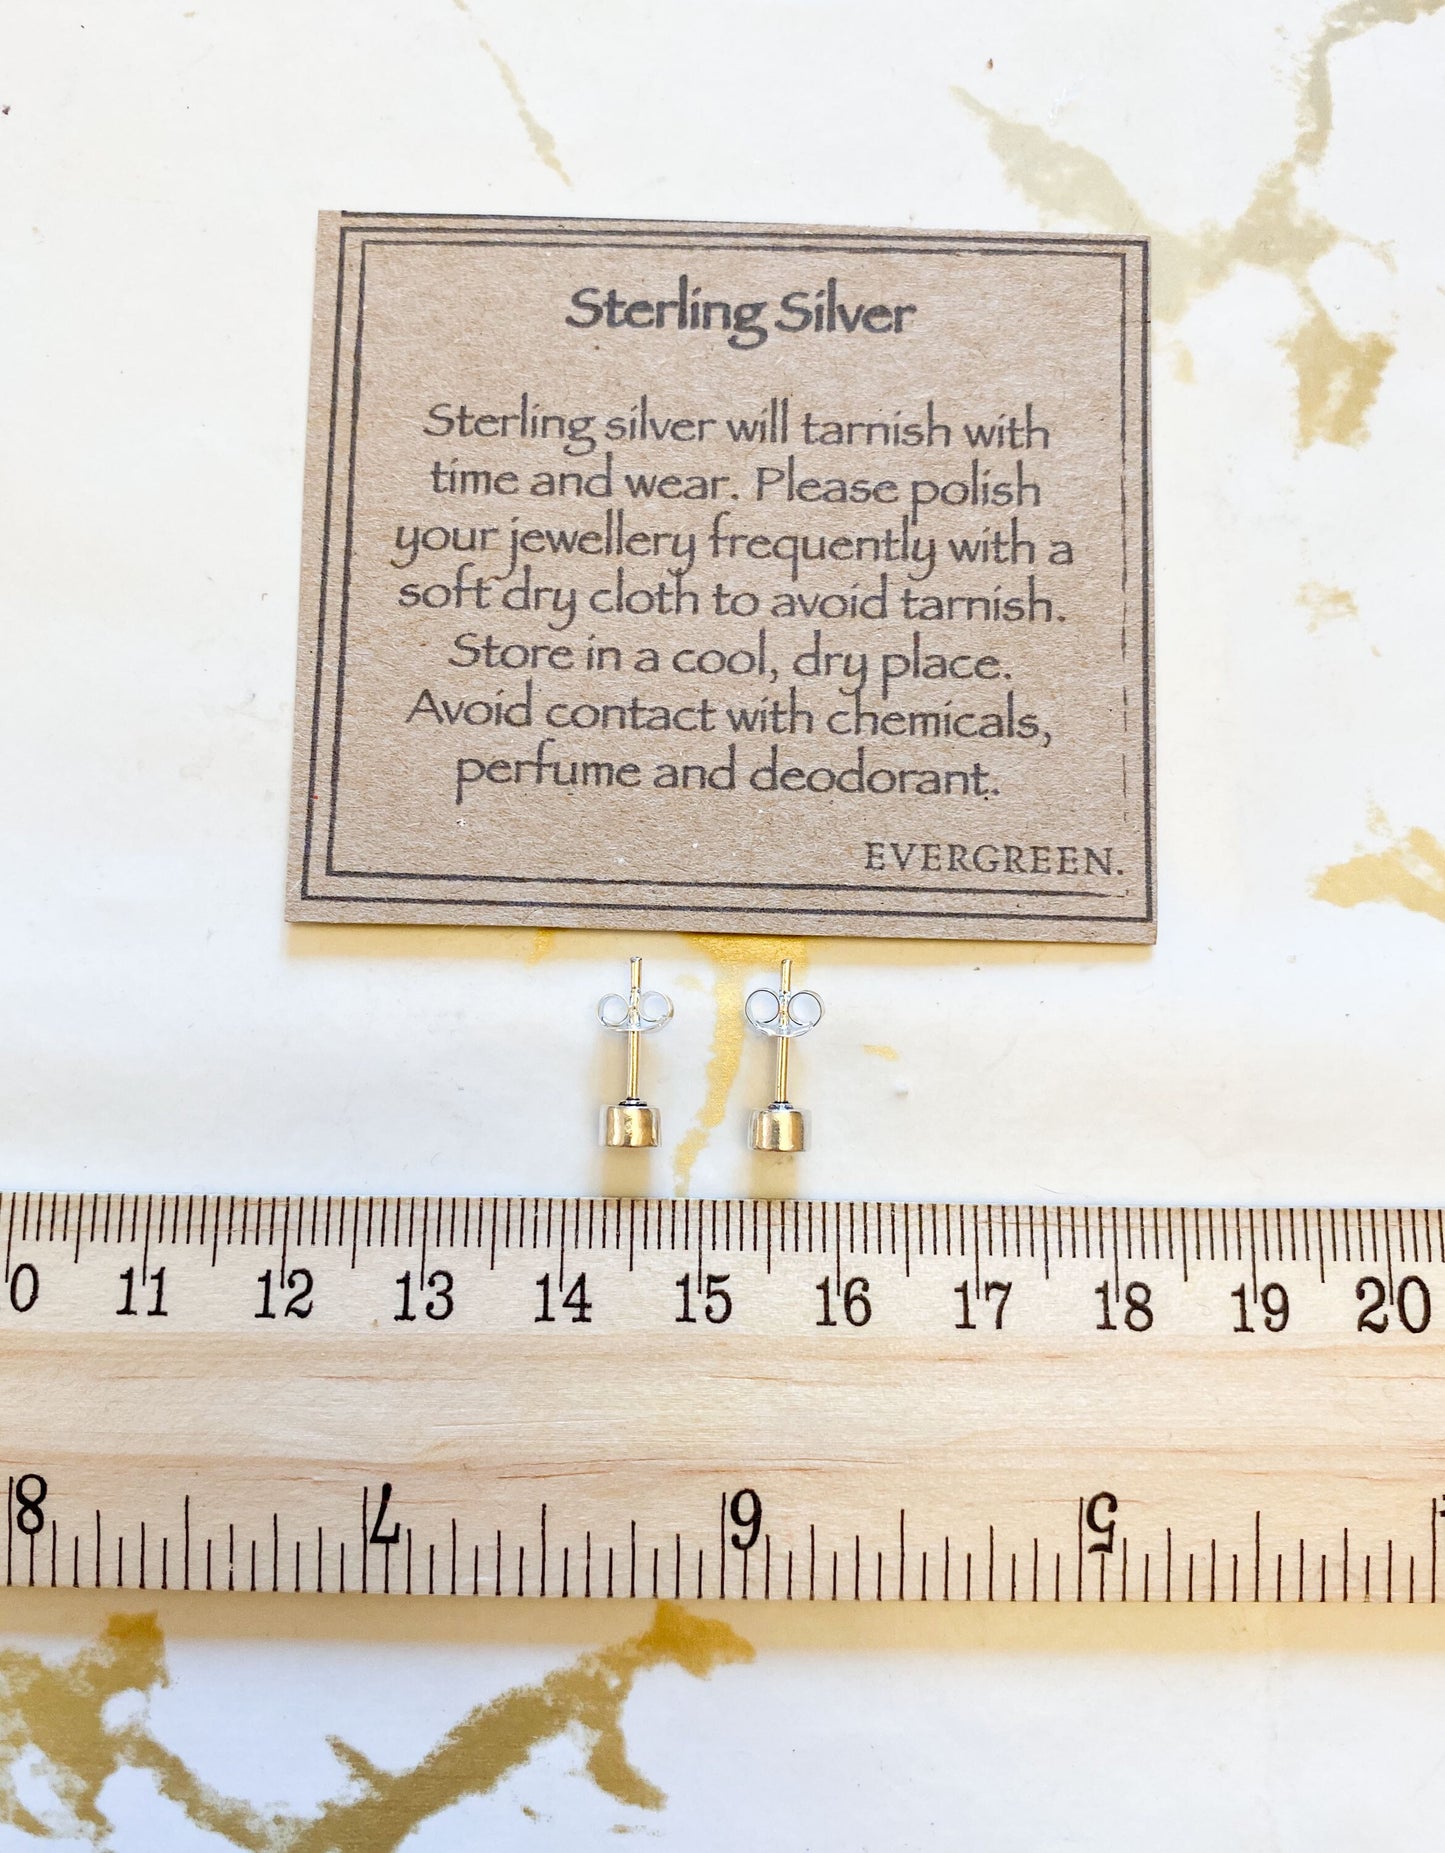 Sterling Silver
Sterling silver will tarnish with
time and wear. Please polish
your jewellery frequently with a
soft dry cloth to avoid tarnish.
Store in a cool, dry place.
Avoid contact with chemicals,
perfume and deodorant.
EVERGREEN.
0 11 12 13 14 15 16 17 18 19 20
8 7 6 5